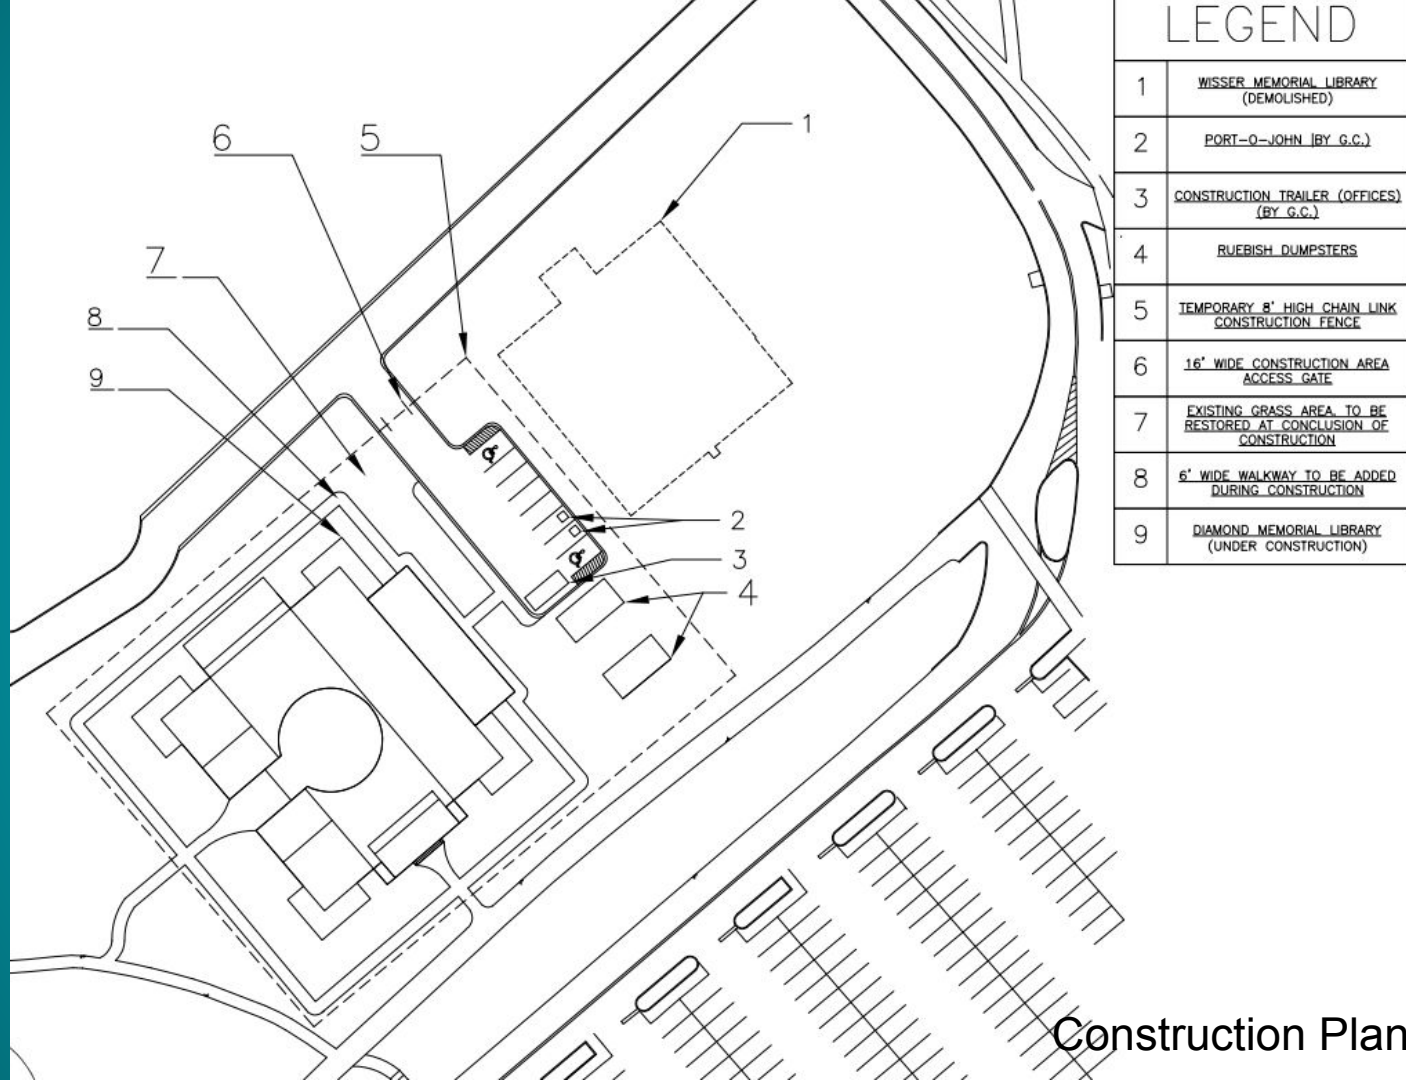 LEGEND
1 WISSER MEMORIAL LIBRARY
(DEMOLISHED)
2 PORT-O-JOHN (BY G.C.)
3 CONSTRUCTION TRAILER (OFFICES)
(BY G.C.)
4 RUEBISH DUMPSTERS
5 TEMPORARY 8' HIGH CHAIN LINK
CONSTRUCTION FENCE
6 16' WIDE CONSTRUCTION AREA
ACCESS GATE
7 EXISTING GRASS AREA, TO BE
RESTORED AT CONCLUSION OF
CONSTRUCTION
8 6' WIDE WALKWAY TO BE ADDED
DURING CONSTRUCTION
9 DIAMOND MEMORIAL LIBRARY
(UNDER CONSTRUCTION)
1
6
5
7
8
9
2
3
4
Construction Plan